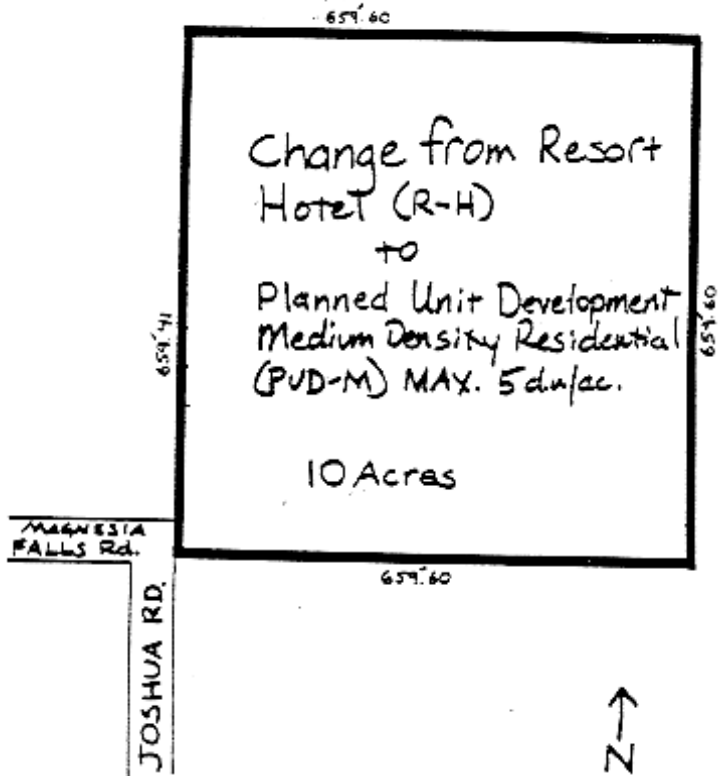 659.60
Change from Resort
Hotel (R-H)
to
Planned Unit Development
Medium Density Residential
(PUD-M) MAX. 5du/ac.
10 Acres
659.41
659.60
659.60
MAGNESIA
FALLS Rd.
JOSHUA RD.
N